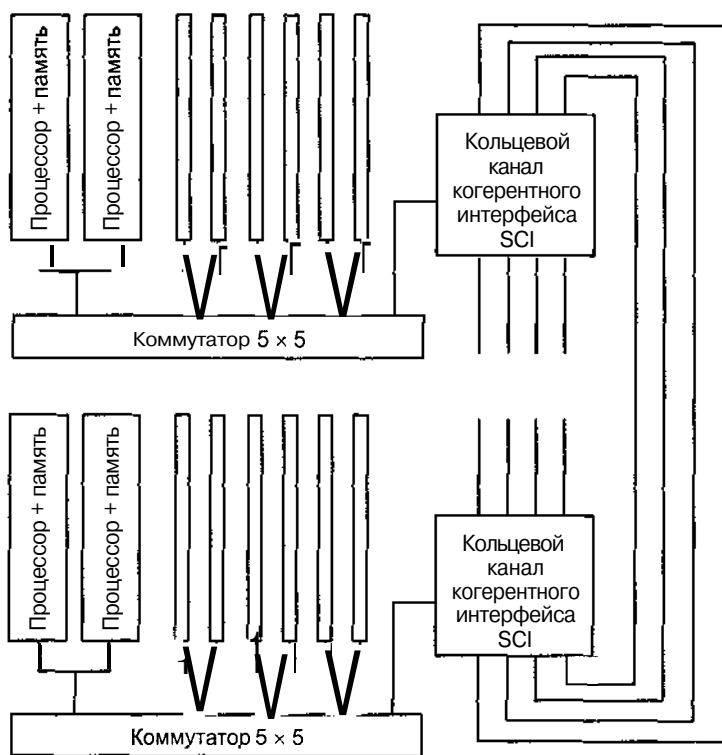 Процессор + память
Процессор + память
Кольцевой
канал
когерентного
интерфейса
SCI
Коммутатор 5 × 5
Процессор + память
Процессор + память
Кольцевой
канал
когерентного
интерфейса
SCI
Коммутатор 5 × 5